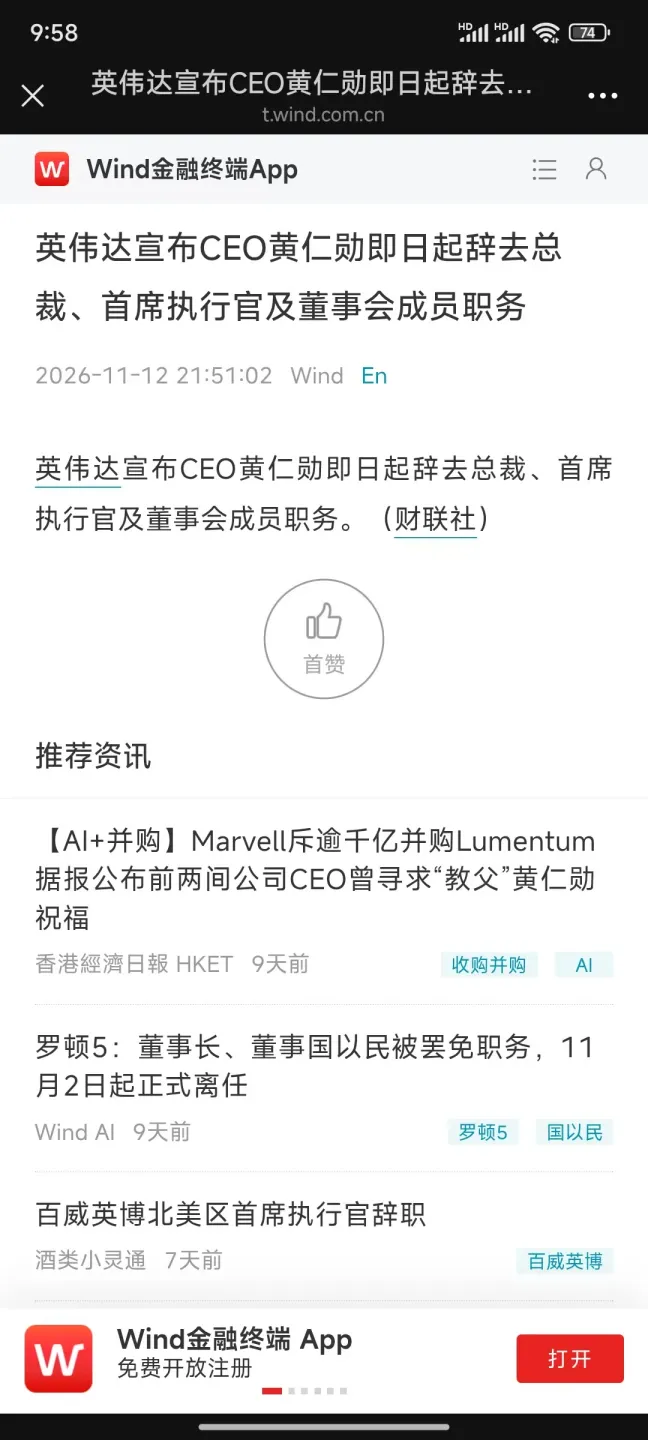 9:58
HD HD 74
英伟达宣布CEO黄仁勋即日起辞去...
t.wind.com.cn
W Wind金融终端App
英伟达宣布CEO黄仁勋即日起辞去总
裁、首席执行官及董事会成员职务
2026-11-12 21:51:02 Wind En
英伟达宣布CEO黄仁勋即日起辞去总裁、首席
执行官及董事会成员职务。（财联社）
首赞
推荐资讯
【AI+并购】Marvell斥逾千亿并购Lumentum
据报公布前两间公司CEO曾寻求“教父”黄仁勋
祝福
香港經濟日報 HKET 9天前 收购并购 AI
罗顿5：董事长、董事国以民被罢免职务，11
月2日起正式离任
Wind AI 9天前 罗顿5 国以民
百威英博北美区首席执行官辞职
酒类小灵通 7天前 百威英博
W Wind金融终端 App
免费开放注册
打开